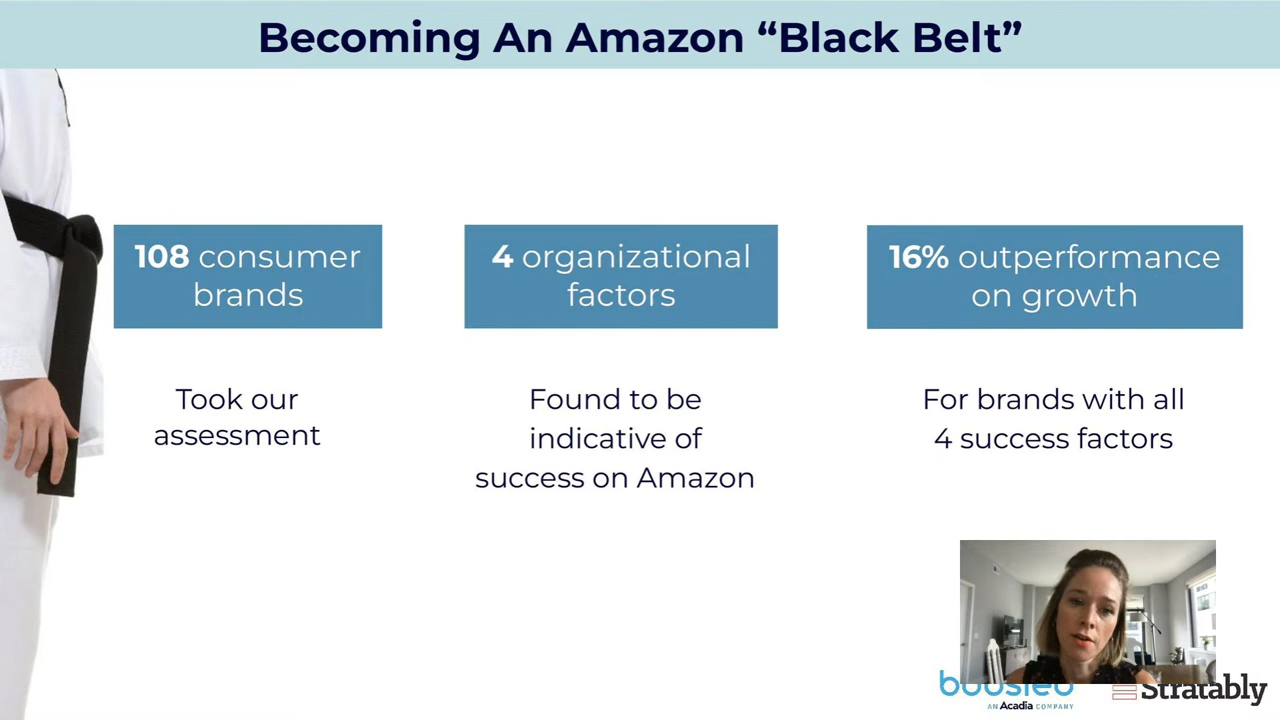 Becoming An Amazon “Black Belt”
108 consumer
brands
4 organizational
factors
16% outperformance
on growth
Took our
assessment
Found to be
indicative of
success on Amazon
For brands with all
4 success factors
AN Acadia COMPANY
Stratably